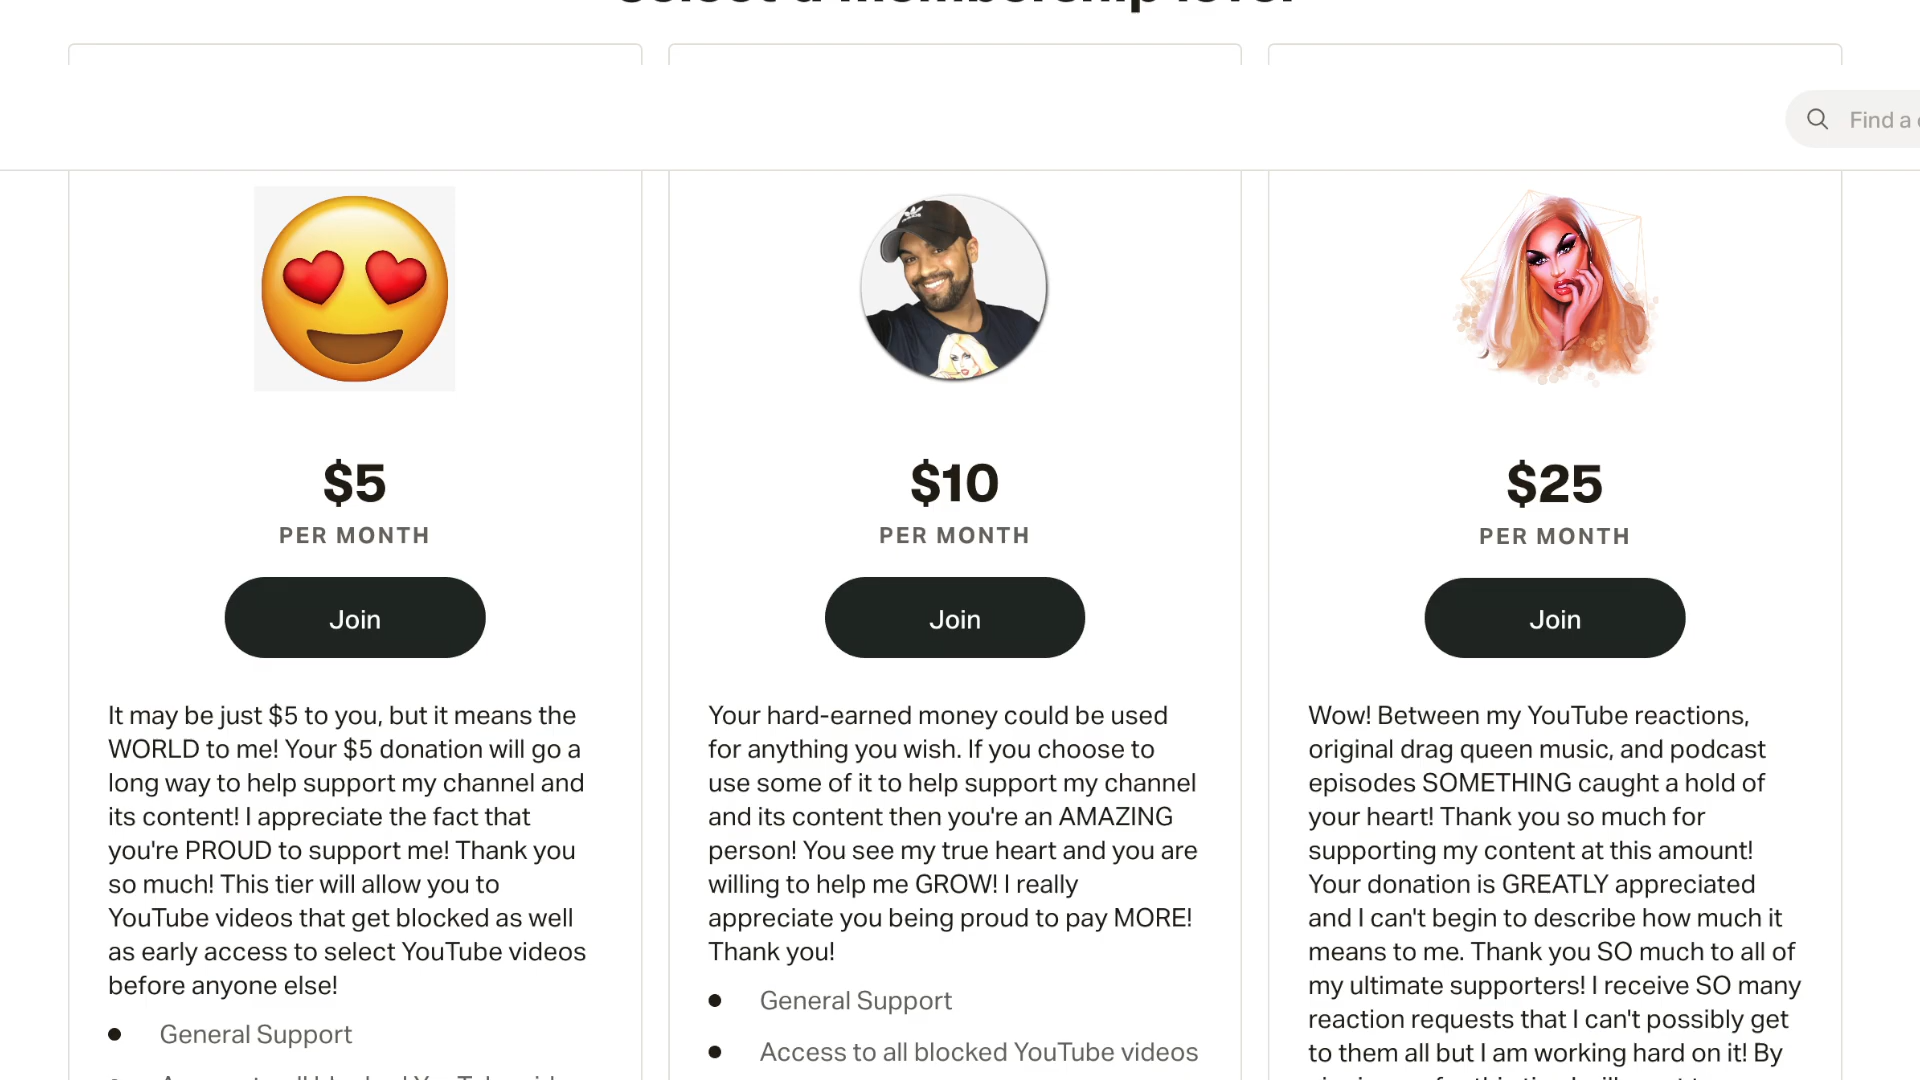 Select a membership level
Find a
$5
PER MONTH
Join
It may be just $5 to you, but it means the
WORLD to me! Your $5 donation will go a
long way to help support my channel and
its content! I appreciate the fact that
you're PROUD to support me! Thank you
so much! This tier will allow you to
YouTube videos that get blocked as well
as early access to select YouTube videos
before anyone else!
General Support
$10
PER MONTH
Join
Your hard-earned money could be used
for anything you wish. If you choose to
use some of it to help support my channel
and its content then you're an AMAZING
person! You see my true heart and you are
willing to help me GROW! I really
appreciate you being proud to pay MORE!
Thank you!
General Support
Access to all blocked YouTube videos
$25
PER MONTH
Join
Wow! Between my YouTube reactions,
original drag queen music, and podcast
episodes SOMETHING caught a hold of
your heart! Thank you so much for
supporting my content at this amount!
Your donation is GREATLY appreciated
and I can't begin to describe how much it
means to me. Thank you SO much to all of
my ultimate supporters! I receive SO many
reaction requests that I can't possibly get
to them all but I am working hard on it! By